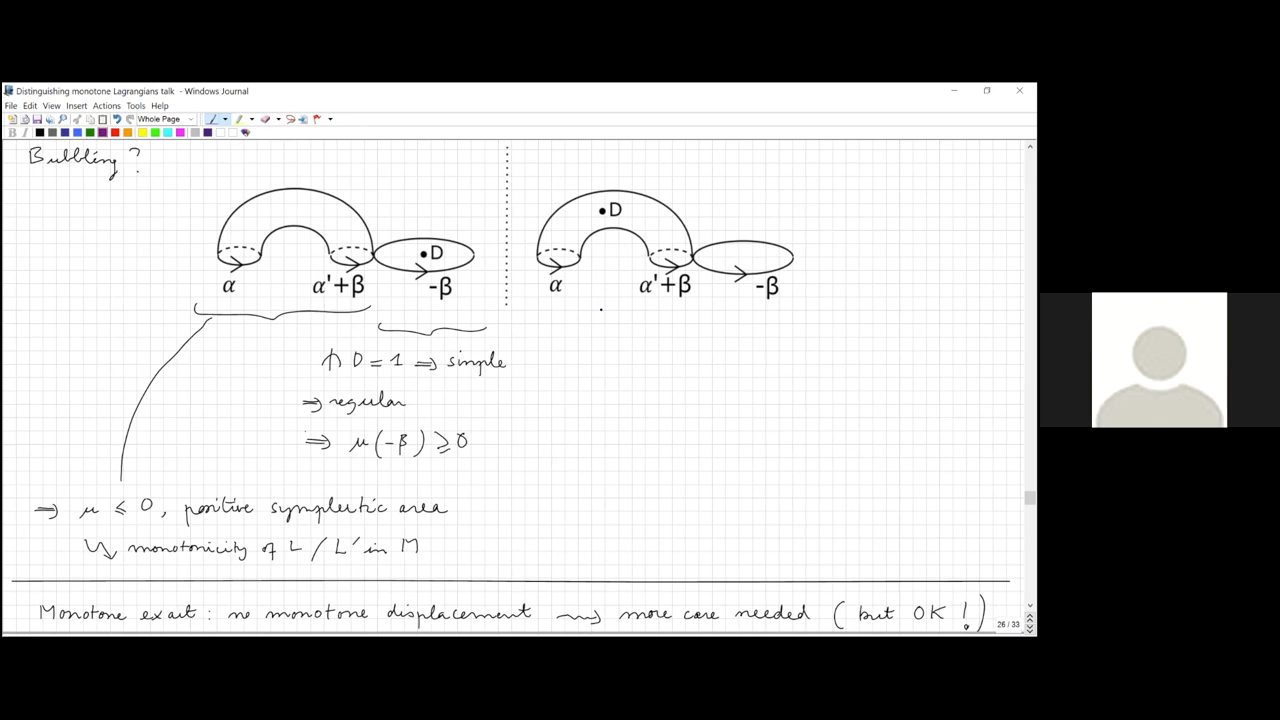 Distinguishing monotone Lagrangians talk - Windows Journal
File Edit View Insert Actions Tools Help
Whole Page
B I
Bubbling ?
•D
•D
α α'+β -β
α α'+β -β
⋔ D = 1 ⇒ simple
⇒ regular
⇒ μ(-β) ≥ 0
⇒ μ ≤ 0, positive symplectic area
↯ monotonicity of L / L' in M
Monotone exact : no monotone displacement ⇝ more care needed ( but OK ! )
26 / 33